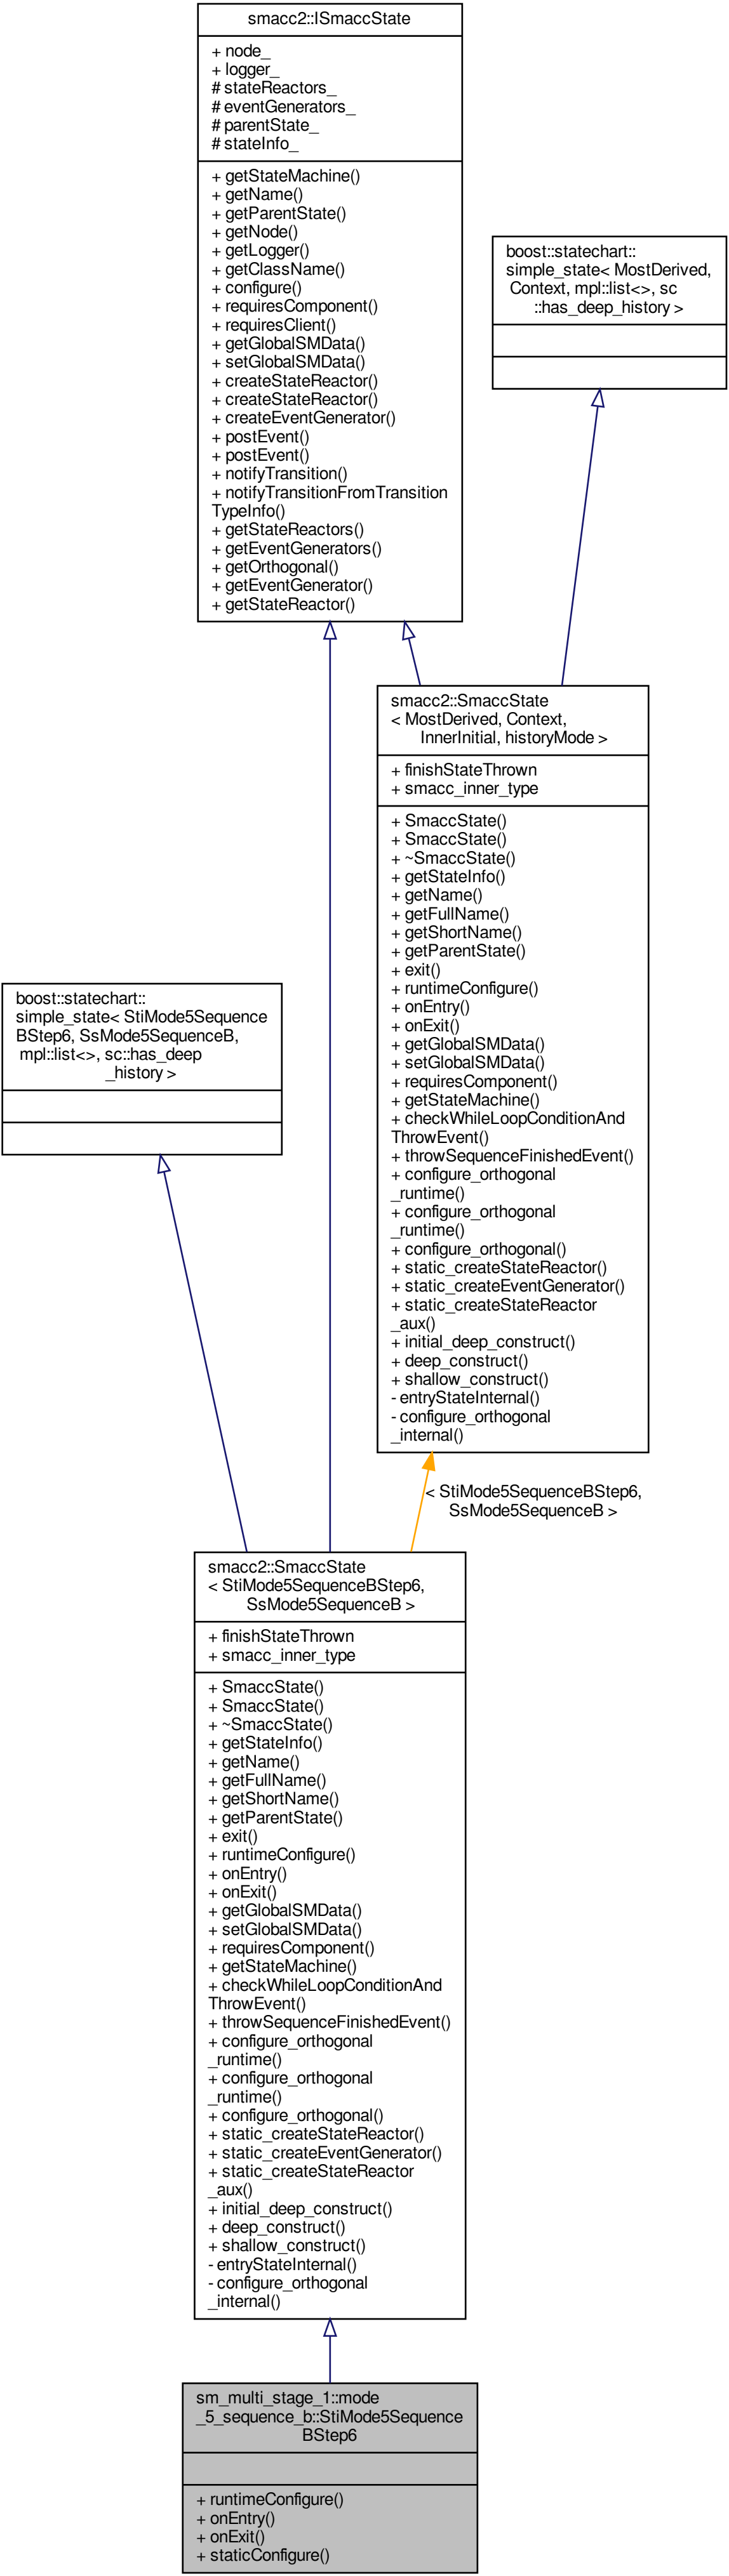 smacc2::ISmaccState
+ node_
+ logger_
# stateReactors_
# eventGenerators_
# parentState_
# stateInfo_
+ getStateMachine()
+ getName()
+ getParentState()
+ getNode()
+ getLogger()
+ getClassName()
+ configure()
+ requiresComponent()
+ requiresClient()
+ getGlobalSMData()
+ setGlobalSMData()
+ createStateReactor()
+ createStateReactor()
+ createEventGenerator()
+ postEvent()
+ postEvent()
+ notifyTransition()
+ notifyTransitionFromTransition
TypeInfo()
+ getStateReactors()
+ getEventGenerators()
+ getOrthogonal()
+ getEventGenerator()
+ getStateReactor()
boost::statechart::
simple_state< MostDerived,
Context, mpl::list<>, sc
::has_deep_history >
smacc2::SmaccState
< MostDerived, Context,
InnerInitial, historyMode >
+ finishStateThrown
+ smacc_inner_type
+ SmaccState()
+ SmaccState()
+ ~SmaccState()
+ getStateInfo()
+ getName()
+ getFullName()
+ getShortName()
+ getParentState()
+ exit()
+ runtimeConfigure()
+ onEntry()
+ onExit()
+ getGlobalSMData()
+ setGlobalSMData()
+ requiresComponent()
+ getStateMachine()
+ checkWhileLoopConditionAnd
ThrowEvent()
+ throwSequenceFinishedEvent()
+ configure_orthogonal
_runtime()
+ configure_orthogonal
_runtime()
+ configure_orthogonal()
+ static_createStateReactor()
+ static_createEventGenerator()
+ static_createStateReactor
_aux()
+ initial_deep_construct()
+ deep_construct()
+ shallow_construct()
- entryStateInternal()
- configure_orthogonal
_internal()
boost::statechart::
simple_state< StiMode5Sequence
BStep6, SsMode5SequenceB,
mpl::list<>, sc::has_deep
_history >
< StiMode5SequenceBStep6,
SsMode5SequenceB >
smacc2::SmaccState
< StiMode5SequenceBStep6,
SsMode5SequenceB >
+ finishStateThrown
+ smacc_inner_type
+ SmaccState()
+ SmaccState()
+ ~SmaccState()
+ getStateInfo()
+ getName()
+ getFullName()
+ getShortName()
+ getParentState()
+ exit()
+ runtimeConfigure()
+ onEntry()
+ onExit()
+ getGlobalSMData()
+ setGlobalSMData()
+ requiresComponent()
+ getStateMachine()
+ checkWhileLoopConditionAnd
ThrowEvent()
+ throwSequenceFinishedEvent()
+ configure_orthogonal
_runtime()
+ configure_orthogonal
_runtime()
+ configure_orthogonal()
+ static_createStateReactor()
+ static_createEventGenerator()
+ static_createStateReactor
_aux()
+ initial_deep_construct()
+ deep_construct()
+ shallow_construct()
- entryStateInternal()
- configure_orthogonal
_internal()
sm_multi_stage_1::mode
_5_sequence_b::StiMode5Sequence
BStep6
+ runtimeConfigure()
+ onEntry()
+ onExit()
+ staticConfigure()